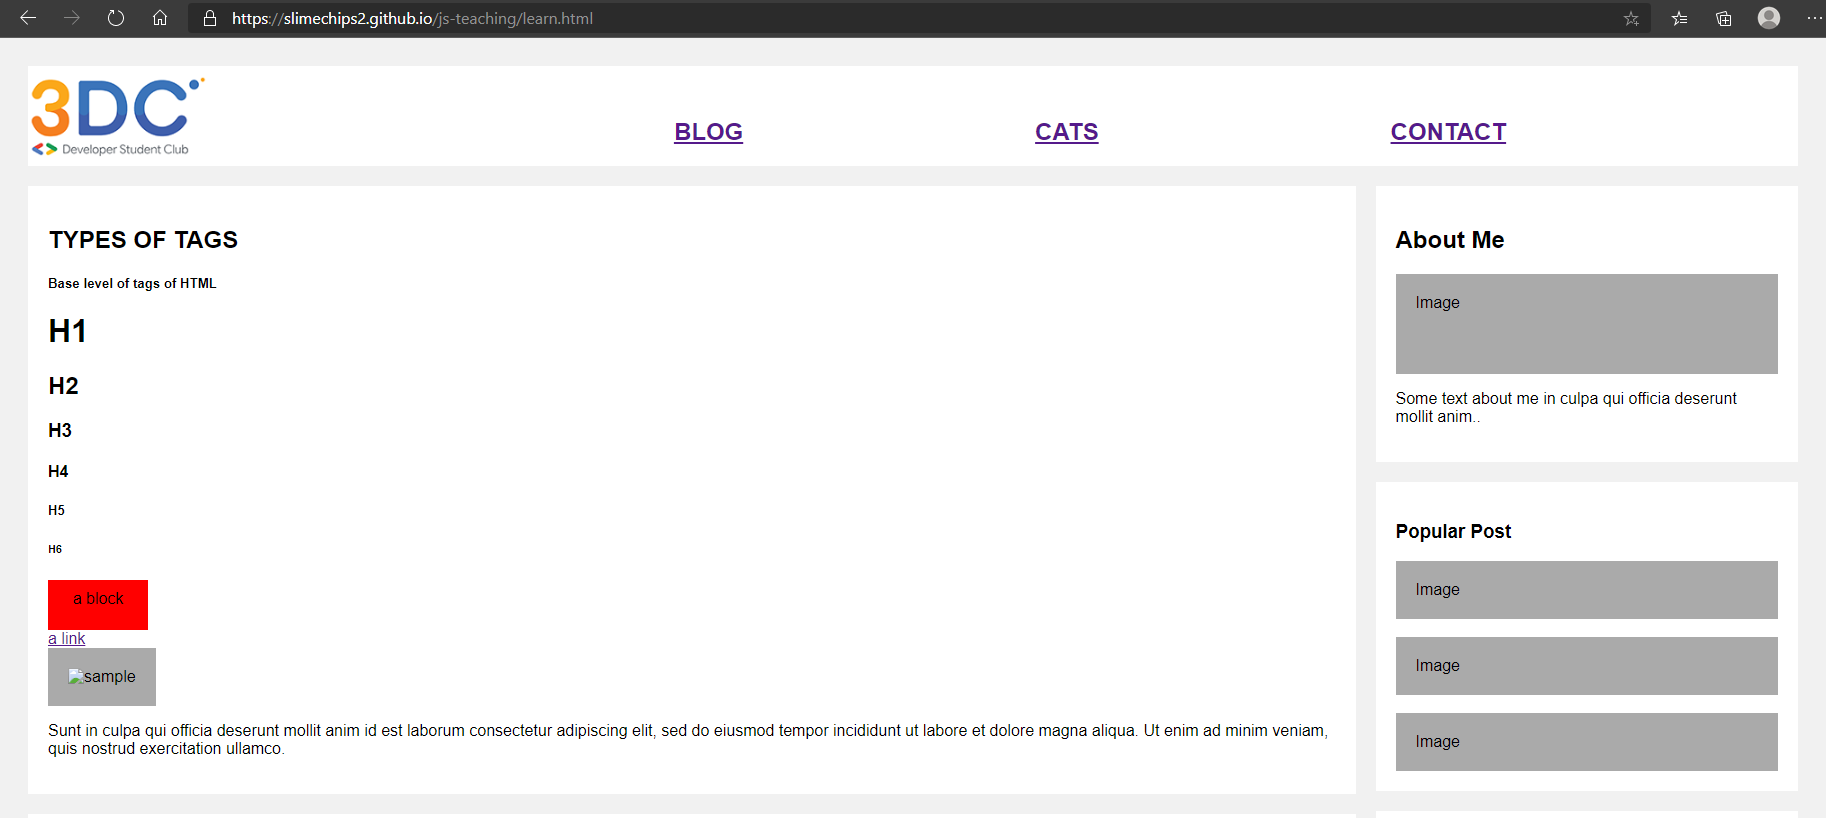 https://slimechips2.github.io/js-teaching/learn.html
3DC
Developer Student Club
BLOG
CATS
CONTACT
TYPES OF TAGS
Base level of tags of HTML
H1
H2
H3
H4
H5
H6
a block
a link
sample
Sunt in culpa qui officia deserunt mollit anim id est laborum consectetur adipiscing elit, sed do eiusmod tempor incididunt ut labore et dolore magna aliqua. Ut enim ad minim veniam,
quis nostrud exercitation ullamco.
About Me
Image
Some text about me in culpa qui officia deserunt
mollit anim..
Popular Post
Image
Image
Image